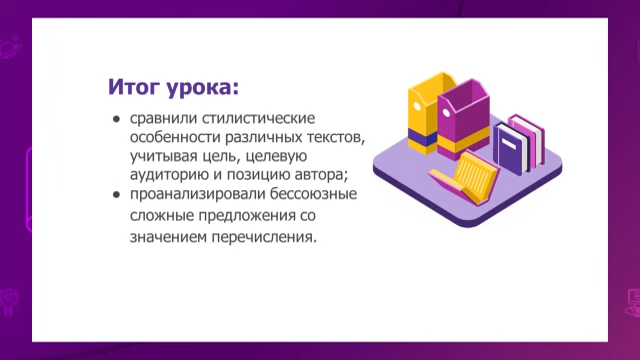 Итог урока:
● сравнили стилистические
особенности различных текстов,
учитывая цель, целевую
аудиторию и позицию автора;
● проанализировали бессоюзные
сложные предложения со
значением перечисления.